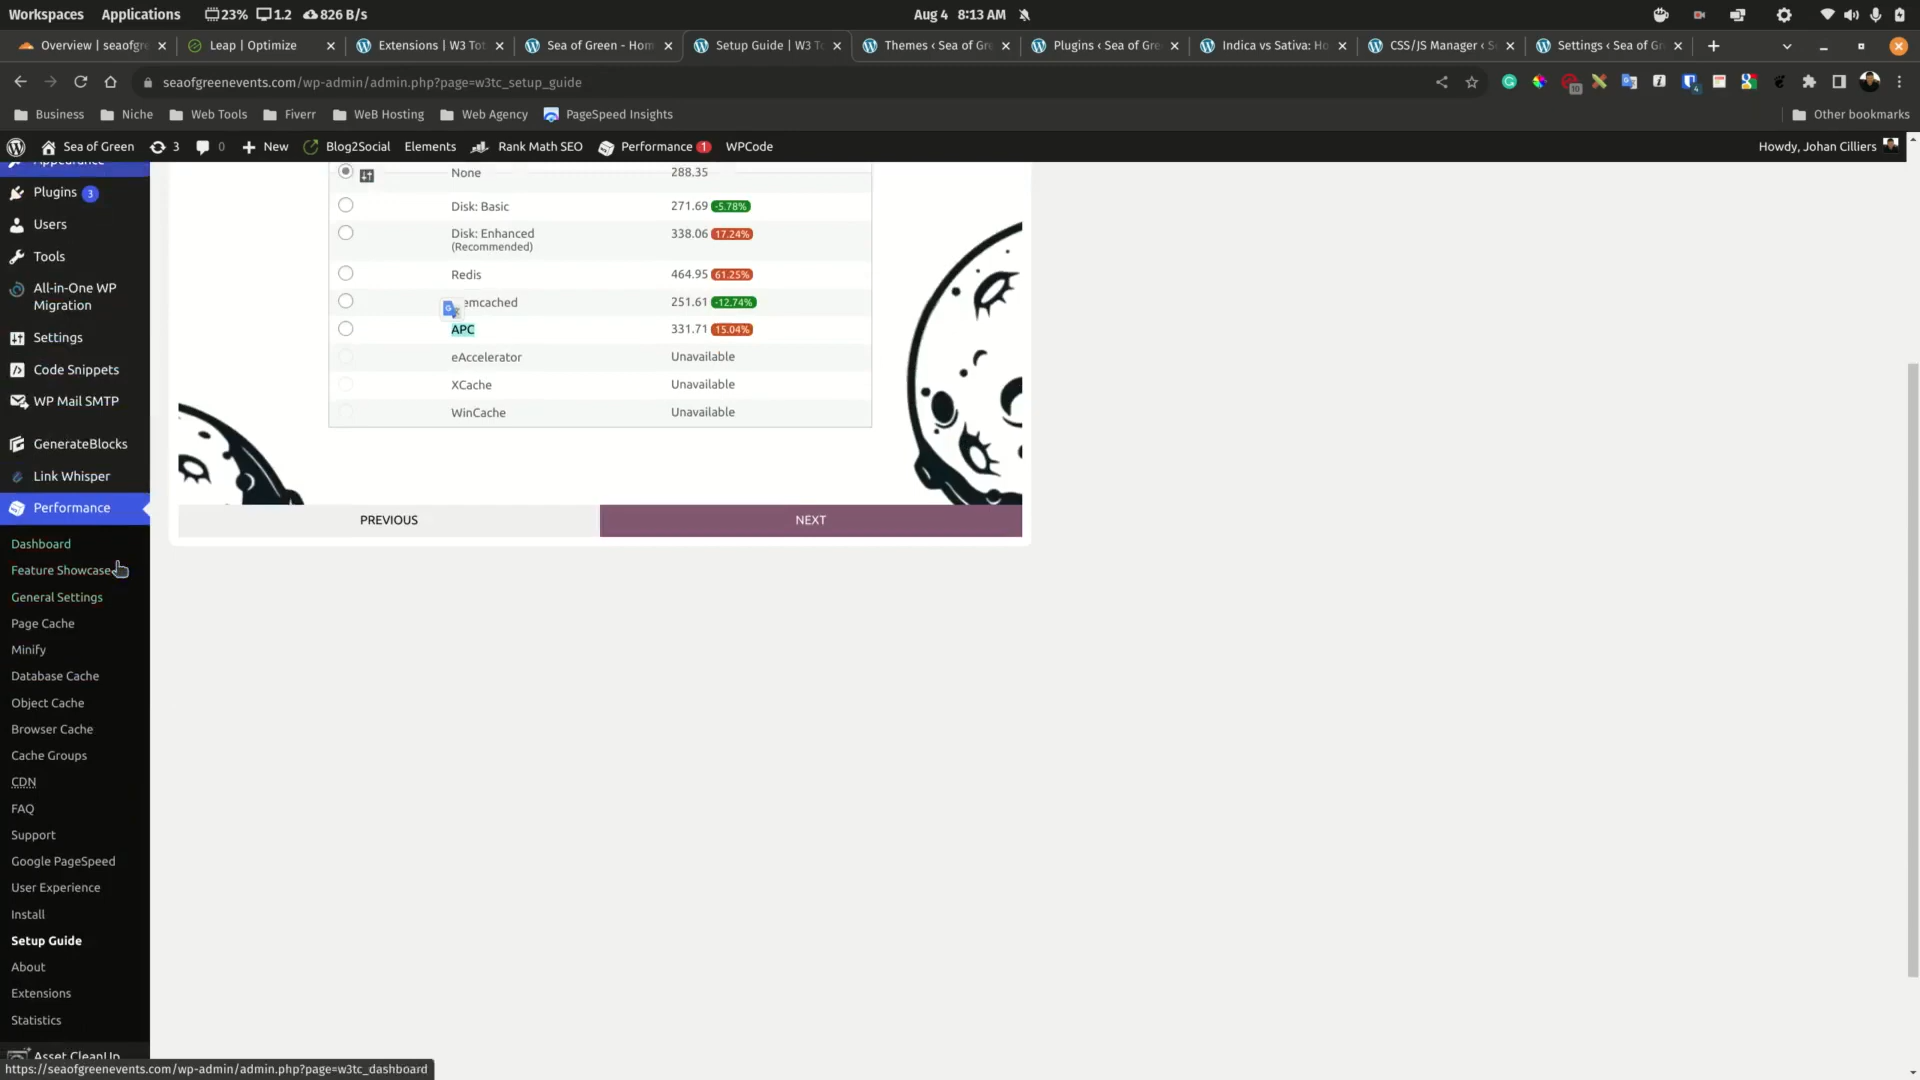 Workspaces Applications 23% 1.2 826 B/s Aug 4 8:13 AM
Overview | seaofgre Leap | Optimize Extensions | W3 Tot Sea of Green - Hom Setup Guide | W3 To Themes ‹ Sea of Gre Plugins ‹ Sea of Gre Indica vs Sativa: Ho CSS/JS Manager ‹ S Settings ‹ Sea of Gr
seaofgreenevents.com/wp-admin/admin.php?page=w3tc_setup_guide 10 4
Business Niche Web Tools Fiverr WeB Hosting Web Agency PageSpeed Insights Other bookmarks
Sea of Green 3 0 New Blog2Social Elements Rank Math SEO Performance 1 WPCode Howdy, Johan Cilliers
Appearance
Plugins 3
Users
Tools
All-in-One WP
Migration
Settings
Code Snippets
WP Mail SMTP
GenerateBlocks
Link Whisper
Performance
Dashboard
Feature Showcase
General Settings
Page Cache
Minify
Database Cache
Object Cache
Browser Cache
Cache Groups
CDN
FAQ
Support
Google PageSpeed
User Experience
Install
Setup Guide
About
Extensions
Statistics
Asset CleanUp
None 288.35
Disk: Basic 271.69 -5.78%
Disk: Enhanced 338.06 17.24%
(Recommended)
Redis 464.95 61.25%
emcached 251.61 -12.74%
APC 331.71 15.04%
eAccelerator Unavailable
XCache Unavailable
WinCache Unavailable
PREVIOUS NEXT
https://seaofgreenevents.com/wp-admin/admin.php?page=w3tc_dashboard